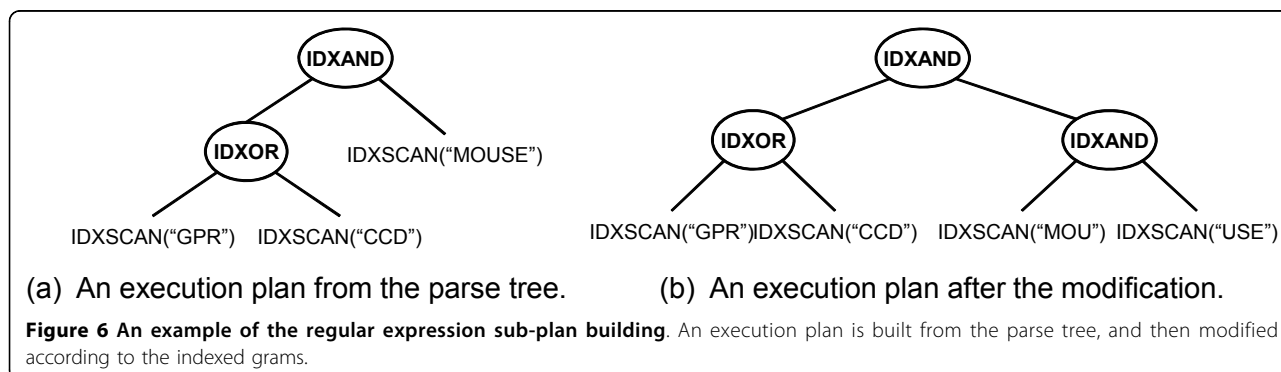 IDXAND
IDXOR
IDXSCAN(“MOUSE”)
IDXSCAN(“GPR”) IDXSCAN(“CCD”)
(a) An execution plan from the parse tree.
IDXAND
IDXOR
IDXAND
IDXSCAN(“GPR”)IDXSCAN(“CCD”) IDXSCAN(“MOU”) IDXSCAN(“USE”)
(b) An execution plan after the modification.
Figure 6 An example of the regular expression sub-plan building. An execution plan is built from the parse tree, and then modified
according to the indexed grams.